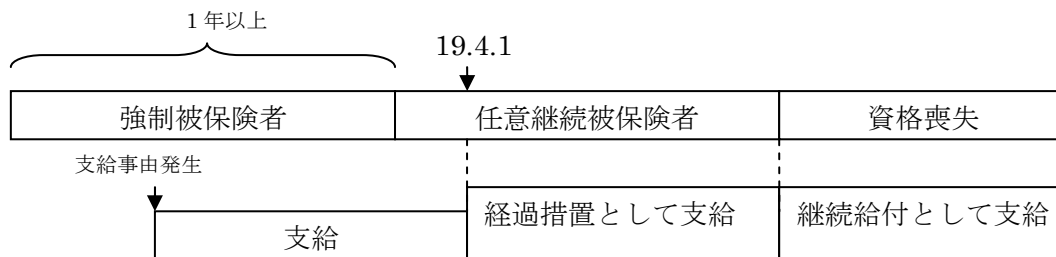 １年以上
19.4.1
強制被保険者
任意継続被保険者
資格喪失
支給事由発生
支給
経過措置として支給
継続給付として支給